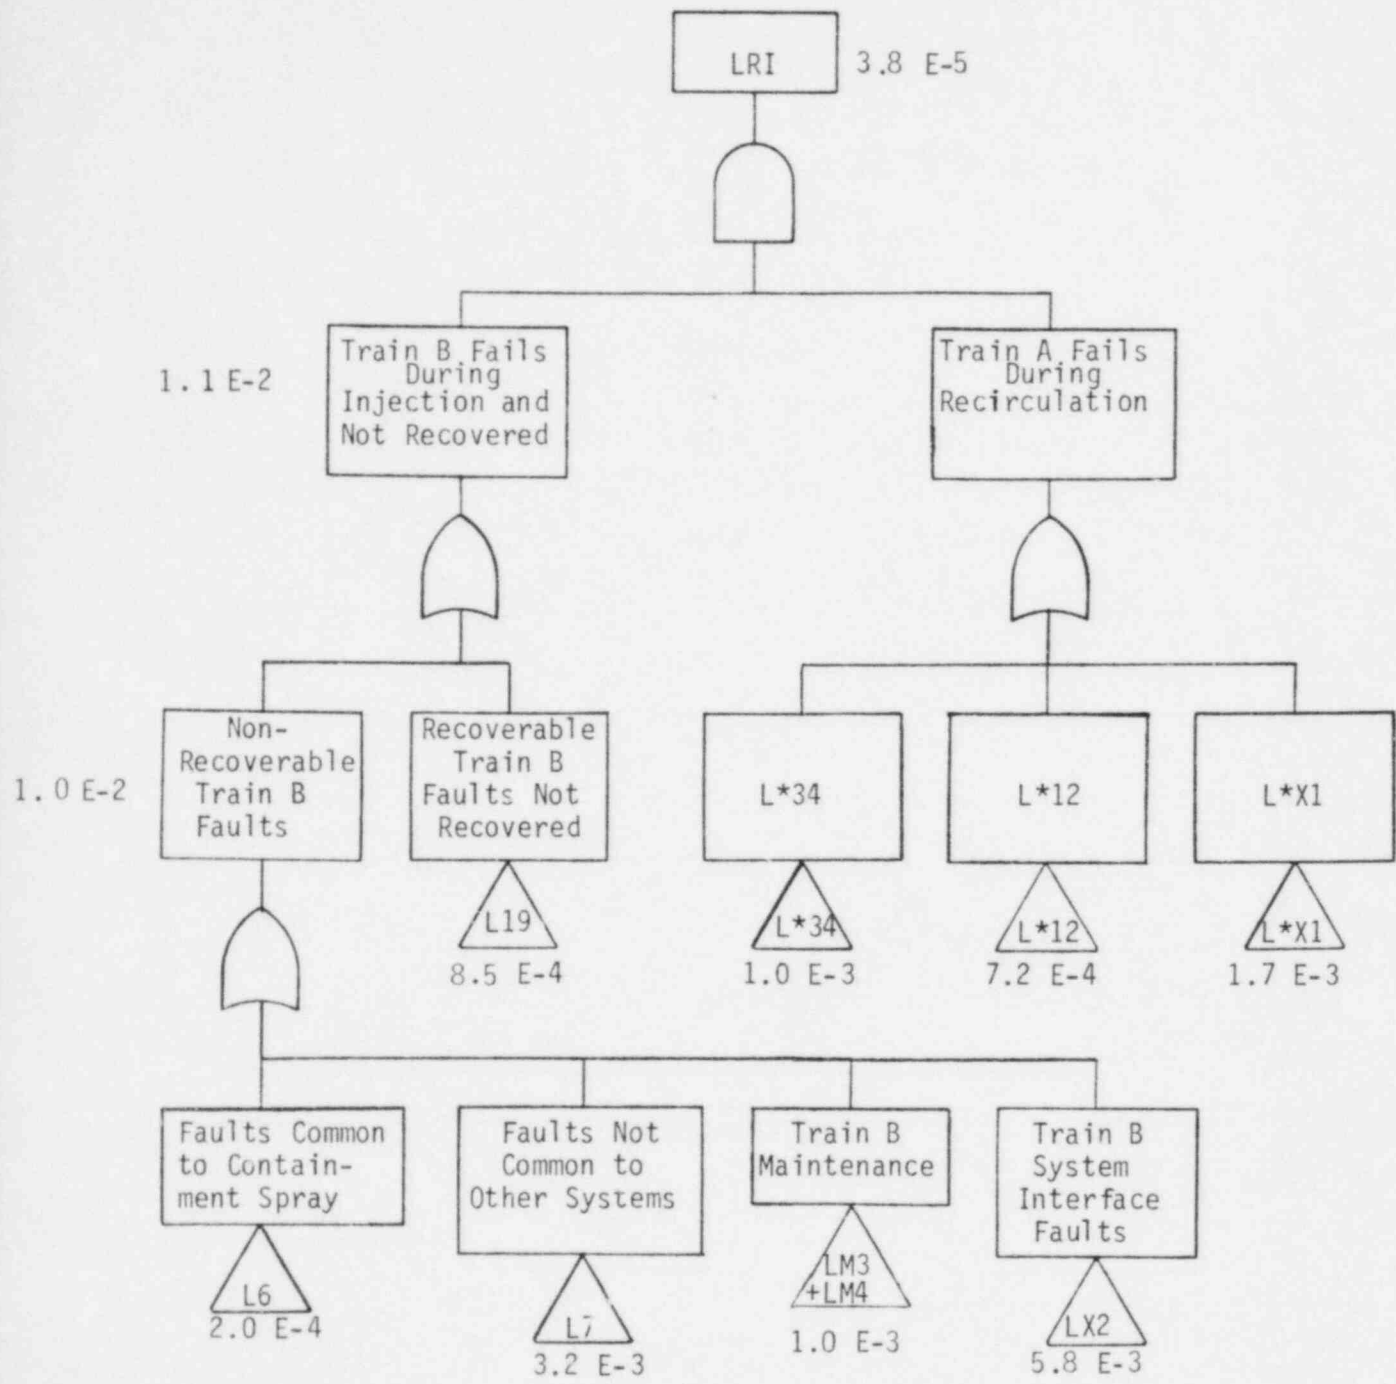 LRI 3.8 E-5
1.1 E-2
Train B Fails
During
Injection and
Not Recovered
Train A Fails
During
Recirculation
1.0 E-2
Non-
Recoverable
Train B
Faults
Recoverable
Train B
Faults Not
Recovered
L*34
L*12
L*X1
L19
8.5 E-4
L*34
1.0 E-3
L*12
7.2 E-4
L*X1
1.7 E-3
Faults Common
to Contain-
ment Spray
Faults Not
Common to
Other Systems
Train B
Maintenance
Train B
System
Interface
Faults
L6
2.0 E-4
L7
3.2 E-3
LM3
+LM4
1.0 E-3
LX2
5.8 E-3